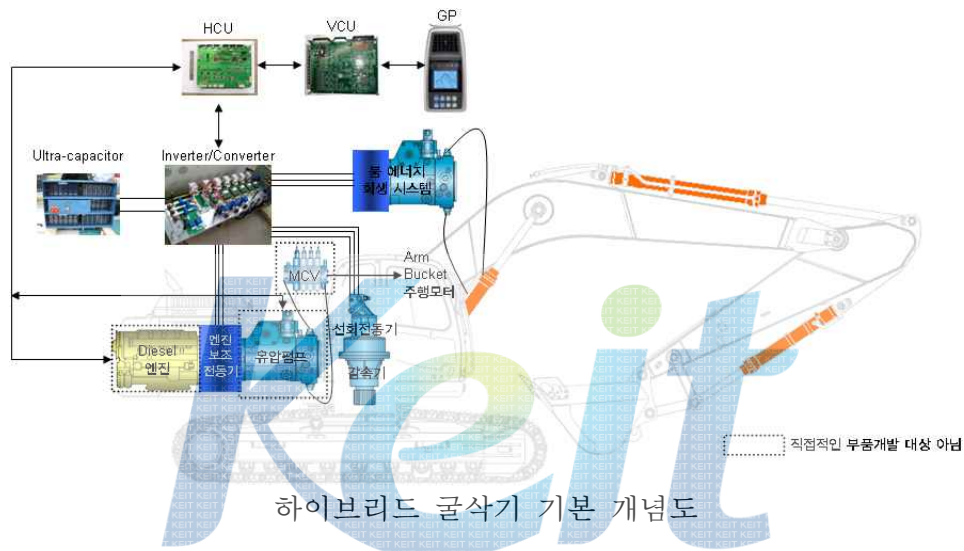 HCU
VCU
GP
Ultra-capacitor
Inverter/Converter
붐 에너지
회생 시스템
MCV
Arm
Bucket
주행모터
Diesel
엔진
엔진
보조
전동기
유압펌프
선회전동기
감속기
직접적인 부품개발 대상 아님
하이브리드 굴삭기 기본 개념도
Keit